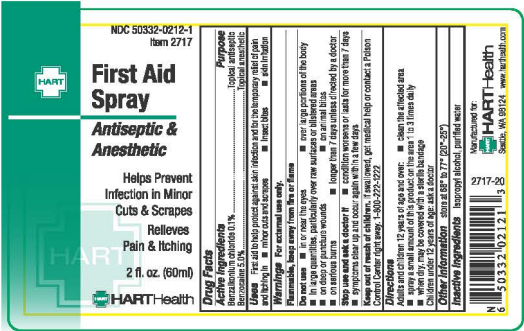 NDC 50332-0212-1
Item 2717
HART
First Aid
Spray
Antiseptic &
Anesthetic
Helps Prevent
Infection in Minor
Cuts & Scrapes
Relieves
Pain & Itching
2 fl. oz. (60ml)
HART
HARTHealth
Drug Facts
Active Ingredients Purpose
Benzalkonium chloride 0.1% Topical antiseptic
Benzocaine 5.0% Topical anesthetic
Uses First aid to help protect against skin infection and for the temporary relief of pain
and itching in ■ minor cuts and scrapes ■ insect bites ■ skin irritation
Warnings For external use only.
Flammable, keep away from fire or flame
Do not use ■ in or near the eyes ■ over large portions of the body
■ in large quantities, particularly over raw surfaces or blistered areas
■ on deep or puncture wounds ■ on animal bites
■ on serious burns ■ longer than 7 days unless directed by a doctor
Stop use and ask a doctor if ■ condition worsens or lasts for more than 7 days
■ symptoms clear up and occur again within a few days
Keep out of reach of children. If swallowed, get medical help or contact a Poison
Control Center right away. 1-800-222-1222
Directions
Adults and children 12 years of age and over: ■ clean the affected area
■ spray a small amount of this product on the area 1 to 3 times daily
■ when dry, may be covered with a sterile bandage
Children under 12 years of age: ask a doctor
Other information store at 68° to 77° (20°-25°)
Inactive ingredients isopropyl alcohol, purified water
Manufactured for:
HARTHealth
Seattle, WA 98124 www.harthealth.com
2717-20
N 6 50332 02121 3